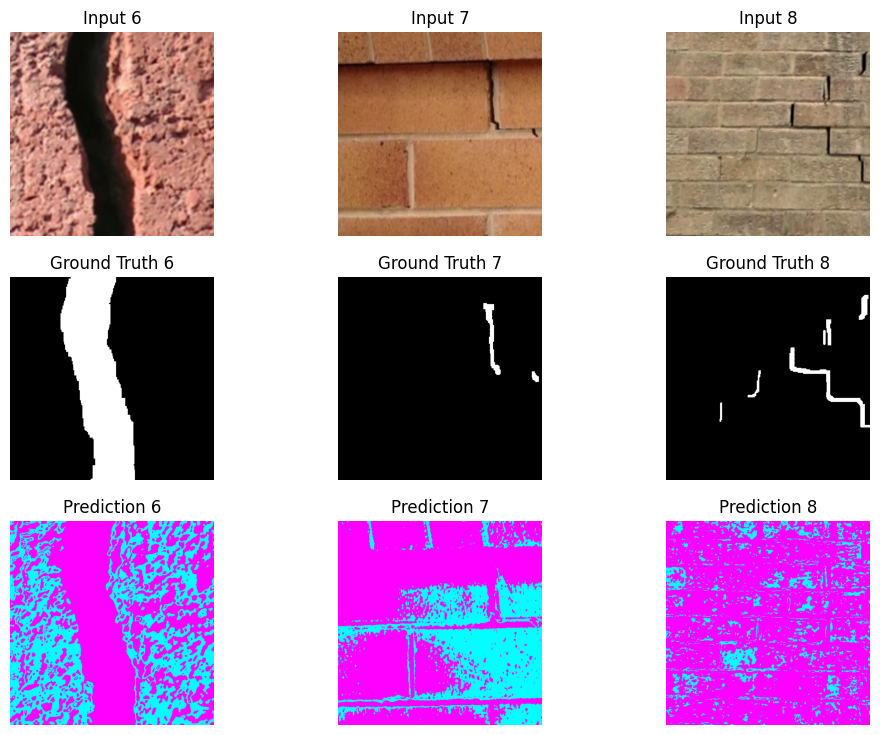 Input 6
Input 7
Input 8
Ground Truth 6
Ground Truth 7
Ground Truth 8
Prediction 6
Prediction 7
Prediction 8